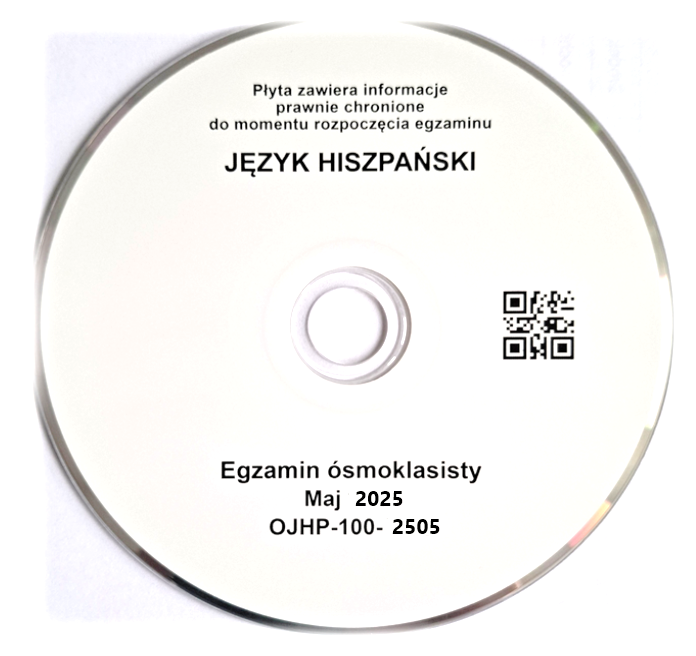 Płyta zawiera informacje
prawnie chronione
do momentu rozpoczęcia egzaminu
JĘZYK HISZPAŃSKI
Egzamin ósmoklasisty
Maj 2025
OJHP-100- 2505